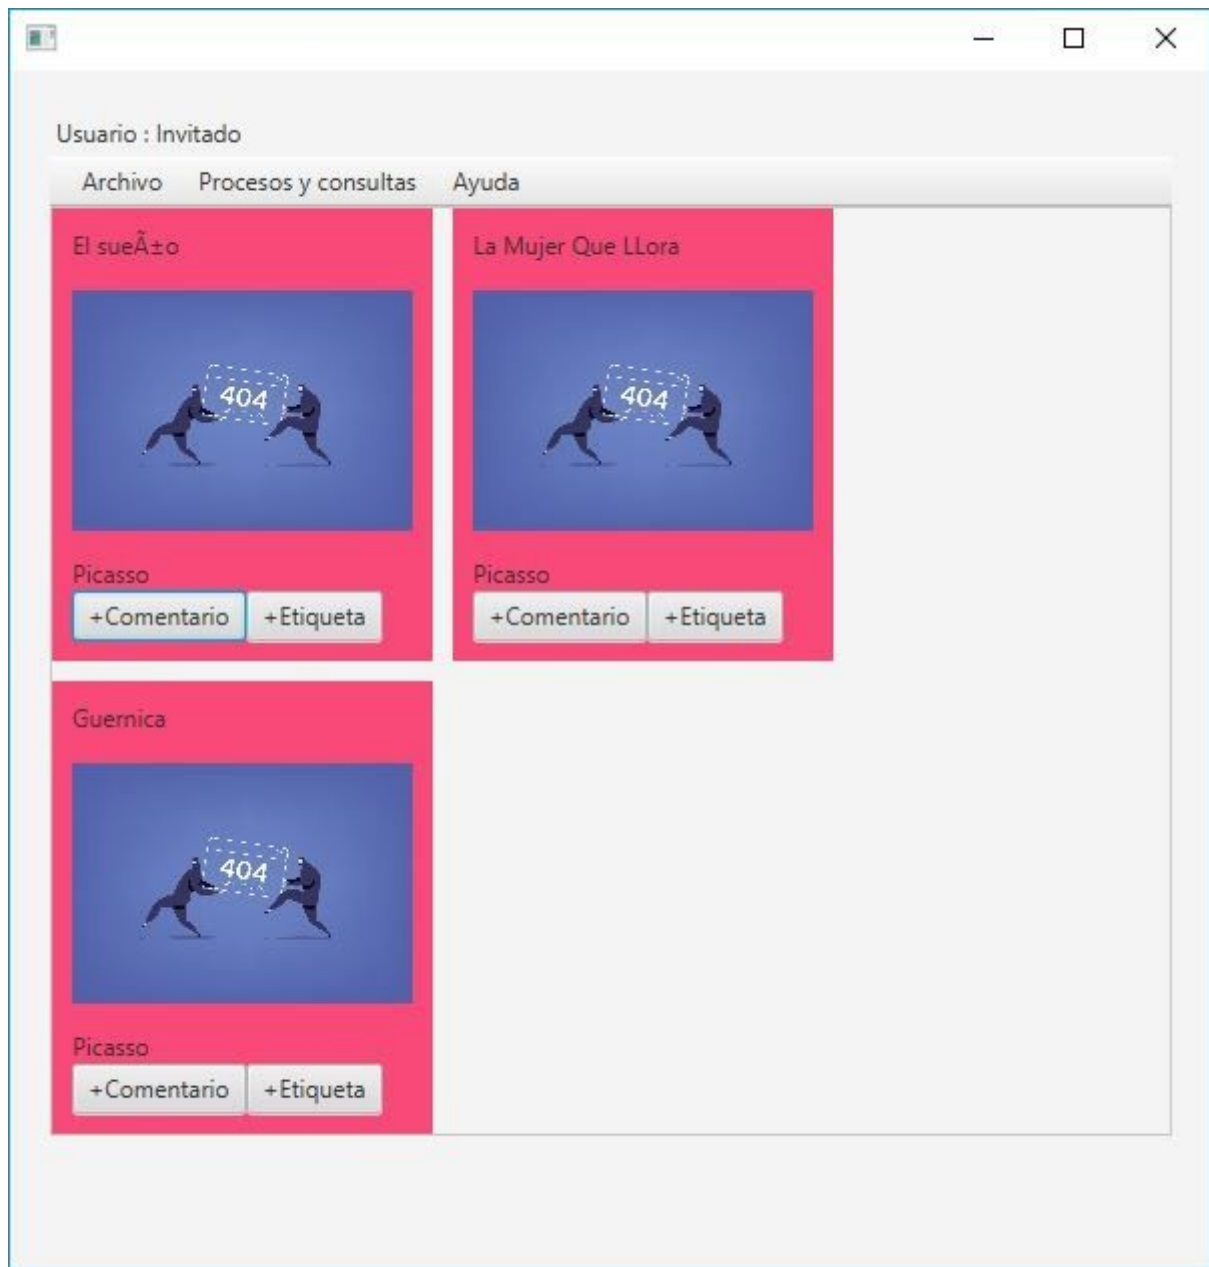 Usuario : Invitado
Archivo Procesos y consultas Ayuda
El sueÃ±o
404
Picasso
+Comentario +Etiqueta
La Mujer Que LLora
404
Picasso
+Comentario +Etiqueta
Guernica
404
Picasso
+Comentario +Etiqueta